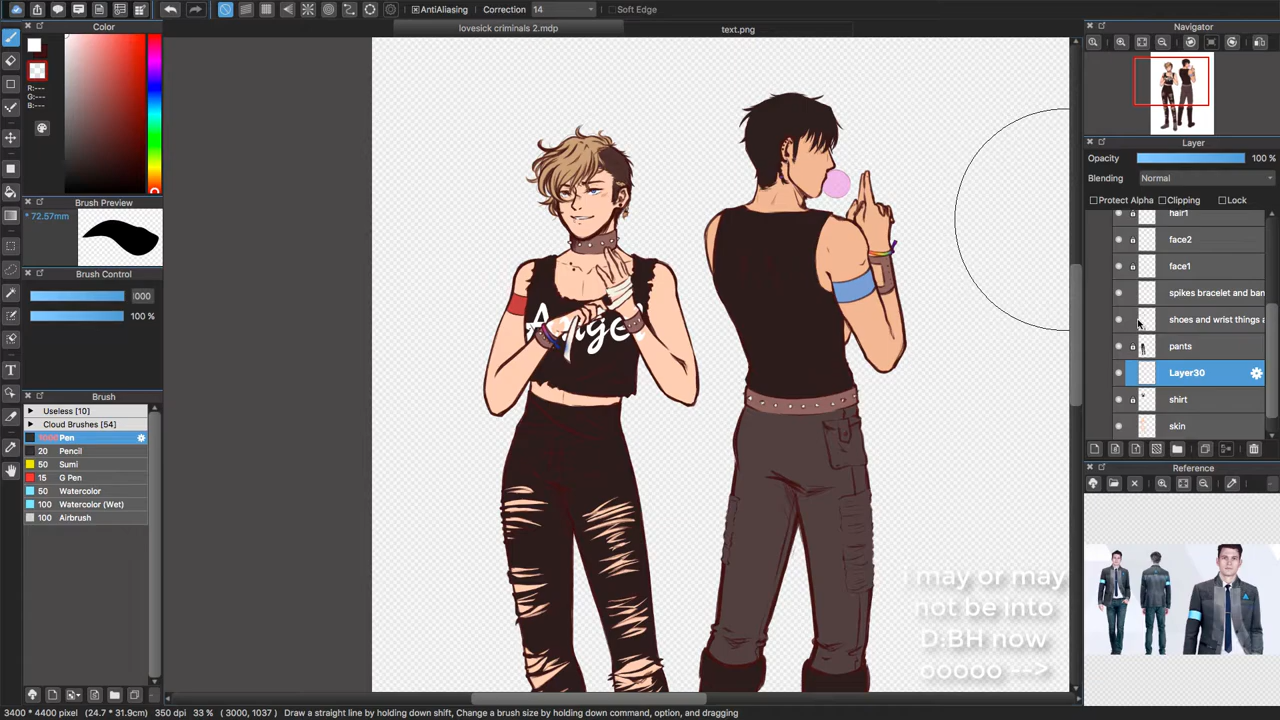 AntiAliasing Correction 14 Soft Edge
lovesick criminals 2.mdp text.png
Color
R:---
G:---
B:---
Brush Preview
* 72.57mm
Brush Control
100 %
Brush
Useless [10]
Cloud Brushes [54]
Pen
20 Pencil
50 Sumi
15 G Pen
50 Watercolor
100 Watercolor (Wet)
100 Airbrush
Angel
I may or may
not be into
D:BH now
ooooo -->
Navigator
Layer
Opacity 100 %
Blending Normal
Protect Alpha Clipping Lock
hair1
face2
face1
spikes bracelet and ban
shoes and wrist things a
pants
Layer30
shirt
skin
Reference
3400 * 4400 pixel (24.7 * 31.9cm) 350 dpi 33 % ( 3000, 1037 ) Draw a straight line by holding down shift, Change a brush size by holding down command, option, and dragging